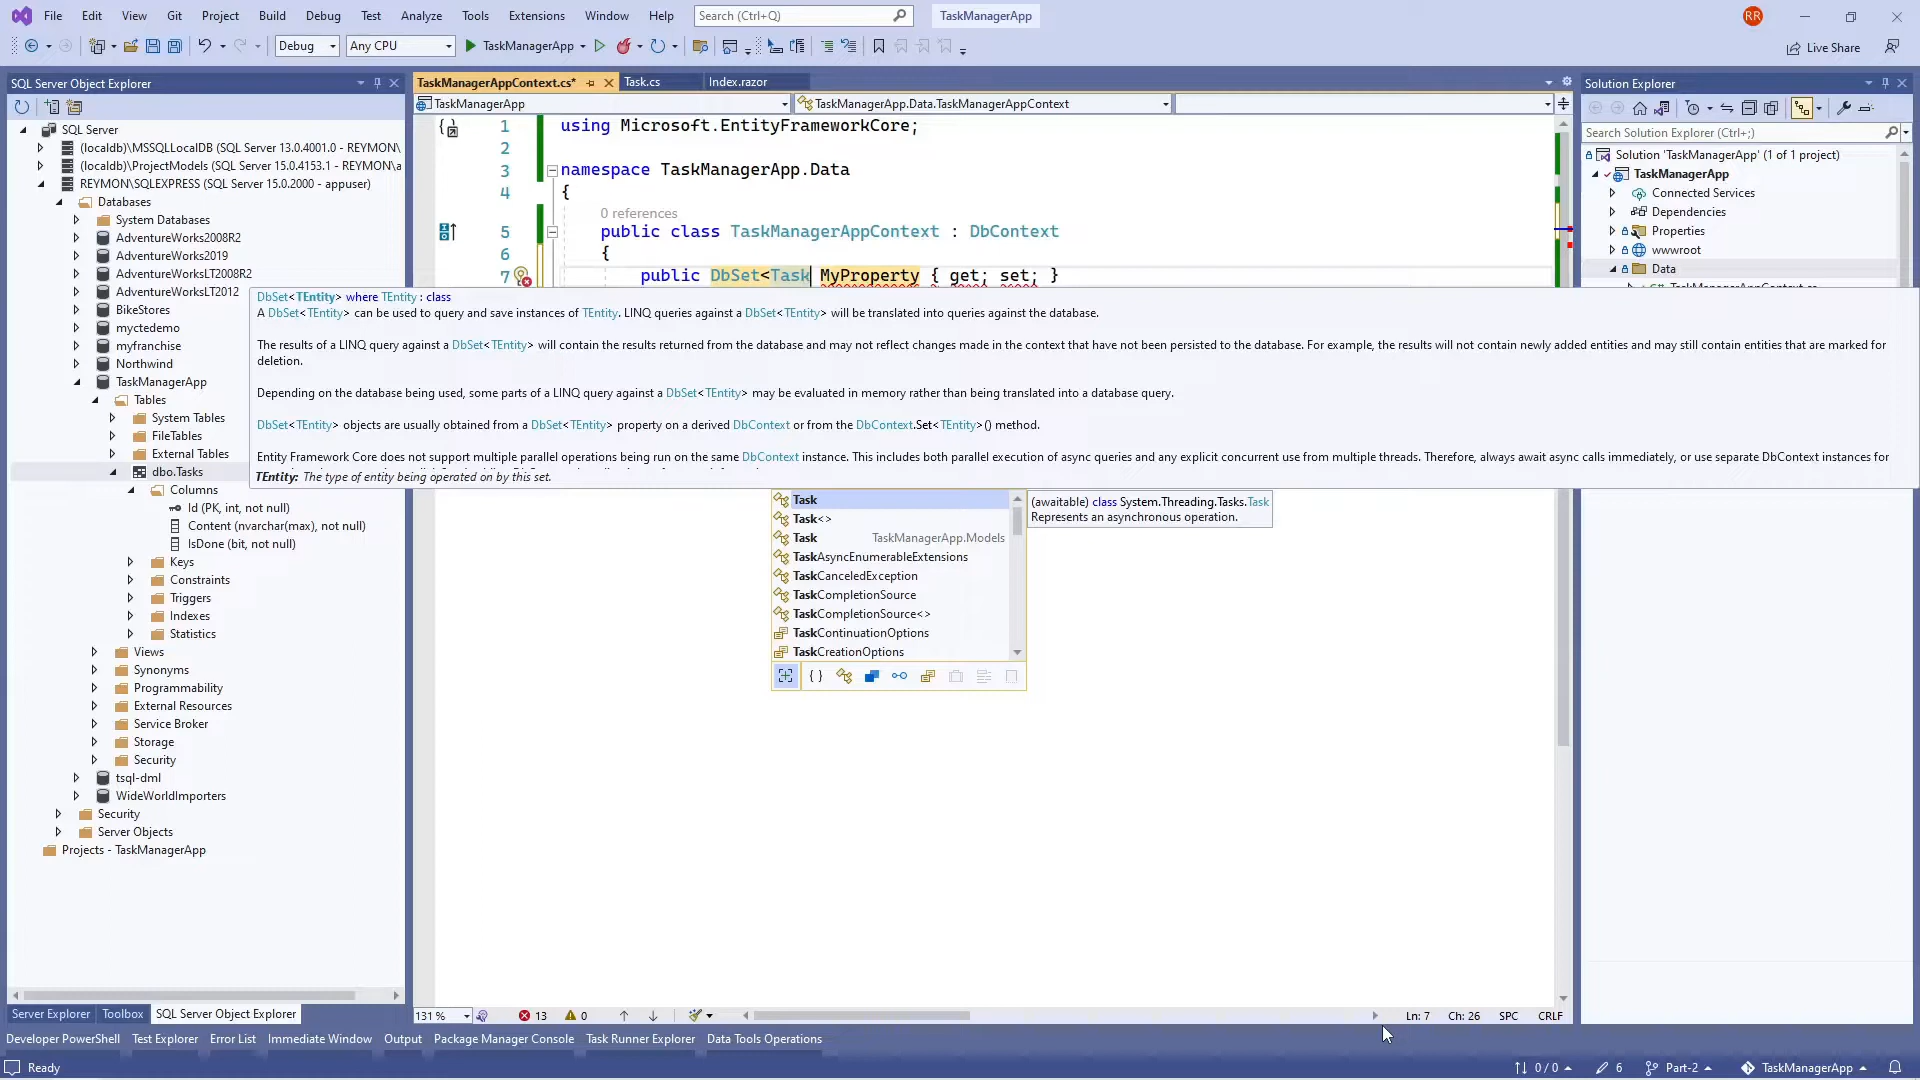 File Edit View Git Project Build Debug Test Analyze Tools Extensions Window Help Search (Ctrl+Q) TaskManagerApp RR
Debug Any CPU TaskManagerApp Live Share
SQL Server Object Explorer
SQL Server
(localdb)\MSSQLLocalDB (SQL Server 13.0.4001.0 - REYMON\
(localdb)\ProjectModels (SQL Server 15.0.4153.1 - REYMON\a
REYMON\SQLEXPRESS (SQL Server 15.0.2000 - appuser)
Databases
System Databases
AdventureWorks2008R2
AdventureWorks2019
AdventureWorksLT2008R2
AdventureWorksLT2012
BikeStores
myctedemo
myfranchise
Northwind
TaskManagerApp
Tables
System Tables
FileTables
External Tables
dbo.Tasks
Columns
Id (PK, int, not null)
Content (nvarchar(max), not null)
IsDone (bit, not null)
Keys
Constraints
Triggers
Indexes
Statistics
Views
Synonyms
Programmability
External Resources
Service Broker
Storage
Security
tsql-dml
WideWorldImporters
Security
Server Objects
Projects - TaskManagerApp
Server Explorer Toolbox SQL Server Object Explorer
TaskManagerAppContext.cs* Task.cs Index.razor
TaskManagerApp TaskManagerApp.Data.TaskManagerAppContext
1 using Microsoft.EntityFrameworkCore;
2
3 namespace TaskManagerApp.Data
4 {
0 references
5 public class TaskManagerAppContext : DbContext
6 {
7 public DbSet<Task MyProperty { get; set; }
DbSet<TEntity> where TEntity : class
A DbSet<TEntity> can be used to query and save instances of TEntity. LINQ queries against a DbSet<TEntity> will be translated into queries against the database.
The results of a LINQ query against a DbSet<TEntity> will contain the results returned from the database and may not reflect changes made in the context that have not been persisted to the database. For example, the results will not contain newly added entities and may still contain entities that are marked for
deletion.
Depending on the database being used, some parts of a LINQ query against a DbSet<TEntity> may be evaluated in memory rather than being translated into a database query.
DbSet<TEntity> objects are usually obtained from a DbSet<TEntity> property on a derived DbContext or from the DbContext.Set<TEntity>() method.
Entity Framework Core does not support multiple parallel operations being run on the same DbContext instance. This includes both parallel execution of async queries and any explicit concurrent use from multiple threads. Therefore, always await async calls immediately, or use separate DbContext instances for
TEntity: The type of entity being operated on by this set.
Task
Task<>
Task TaskManagerApp.Models
TaskAsyncEnumerableExtensions
TaskCanceledException
TaskCompletionSource
TaskCompletionSource<>
TaskContinuationOptions
TaskCreationOptions
(awaitable) class System.Threading.Tasks.Task
Represents an asynchronous operation.
131 % 13 0 Ln: 7 Ch: 26 SPC CRLF
Solution Explorer
Search Solution Explorer (Ctrl+;)
Solution 'TaskManagerApp' (1 of 1 project)
TaskManagerApp
Connected Services
Dependencies
Properties
wwwroot
Data
Developer PowerShell Test Explorer Error List Immediate Window Output Package Manager Console Task Runner Explorer Data Tools Operations
Ready 0 / 0 6 Part-2 TaskManagerApp